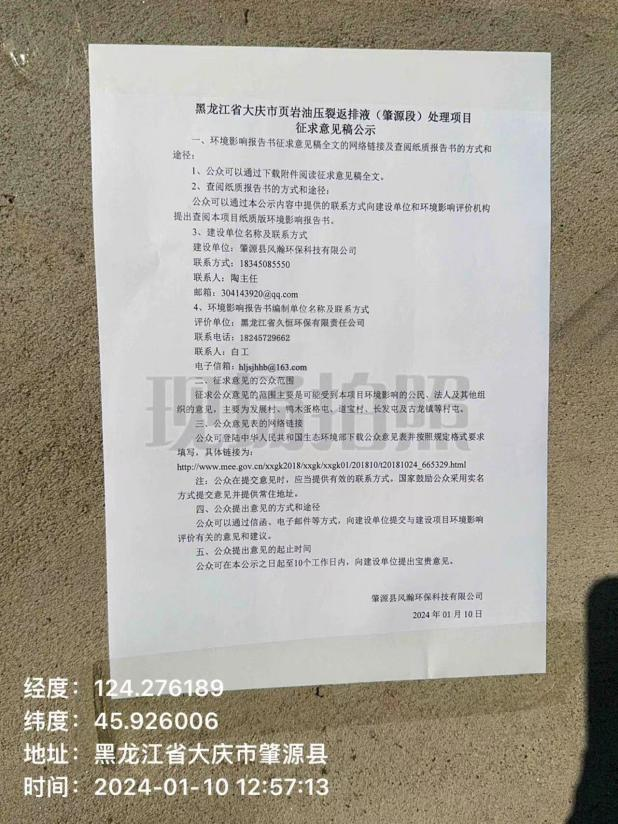 黑龙江省大庆市页岩油压裂返排液（肇源段）处理项目
征求意见稿公示
一、环境影响报告书征求意见稿全文的网络链接及查阅纸质报告书的方式和
途径：
1、公众可以通过下载附件阅读征求意见稿全文。
2、查阅纸质报告书的方式和途径：
公众可以通过本公示内容中提供的联系方式向建设单位和环境影响评价机构
提出查阅本项目纸质版环境影响报告书。
3、建设单位名称及联系方式
建设单位：肇源县风瀚环保科技有限公司
联系方式：18345085550
联系人：陶主任
邮箱：304143920@qq.com
4、环境影响报告书编制单位名称及联系方式
评价单位：黑龙江省久恒环保有限责任公司
联系电话：18245729662
联系人：白工
电子信箱：hljsjhhb@163.com
二、征求意见的公众范围
征求公众意见的范围主要是可能受到本项目环境影响的公民、法人及其他组
织的意见，主要为发展村、鸭木蛋格屯、道宝村、长发屯及古龙镇等村屯。
三、公众意见表的网络链接
公众可登陆中华人民共和国生态环境部下载公众意见表并按照规定格式要求
填写，具体链接为：
http://www.mee.gov.cn/xxgk2018/xxgk/xxgk01/201810/t20181024_665329.html
注：公众在提交意见时，应当提供有效的联系方式。国家鼓励公众采用实名
方式提交意见并提供常住地址。
四、公众提出意见的方式和途径
公众可以通过信函、电子邮件等方式，向建设单位提交与建设项目环境影响
评价有关的意见和建议。
五、公众提出意见的起止时间
公众可在本公示之日起至10个工作日内，向建设单位提出宝贵意见。
肇源县风瀚环保科技有限公司
2024年01月10日
现场拍照
经度：124.276189
纬度：45.926006
地址：黑龙江省大庆市肇源县
时间：2024-01-10 12:57:13